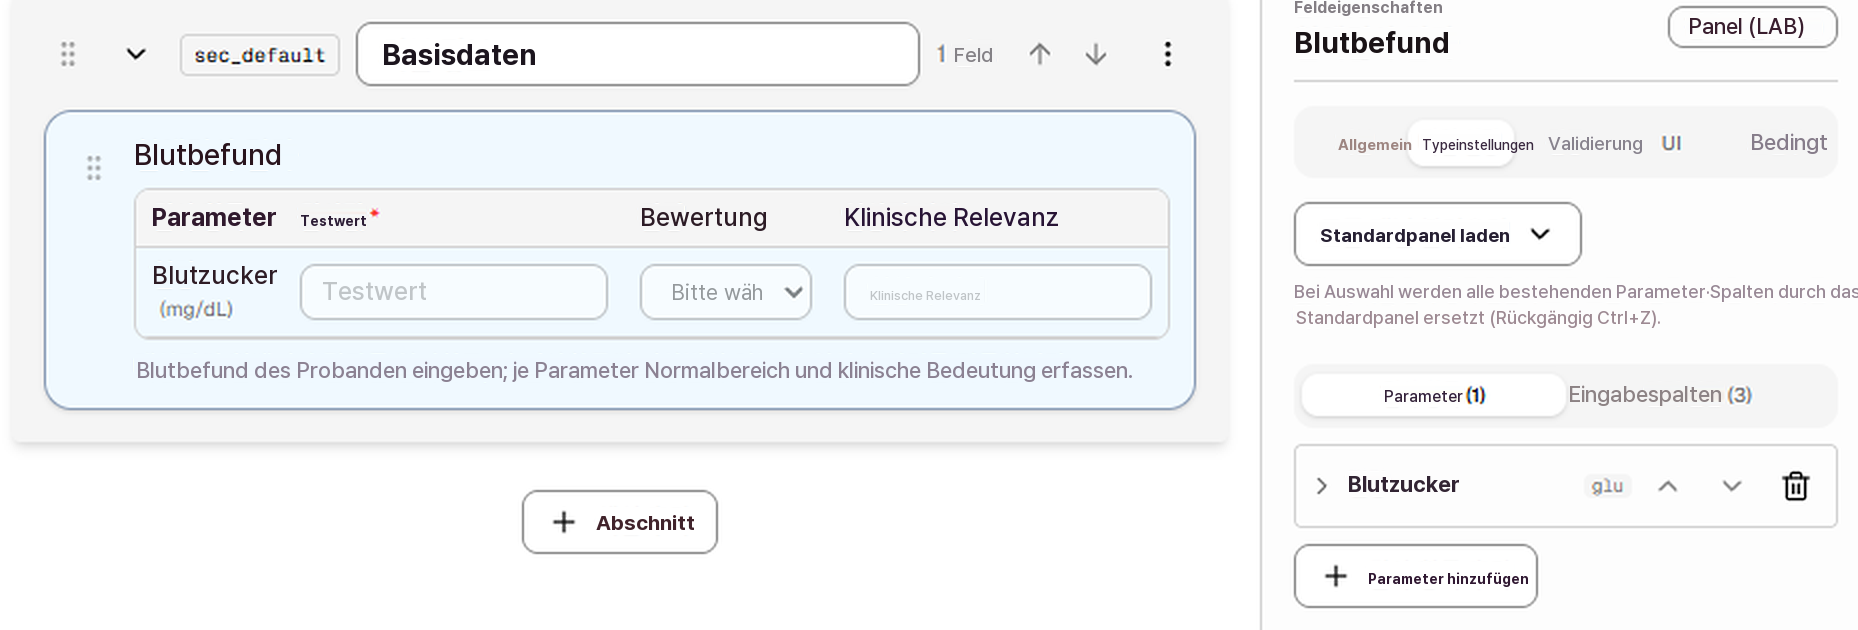 sec_default Basisdaten 1 Feld
Blutbefund
Parameter Testwert * Bewertung Klinische Relevanz
Blutzucker Testwert Bitte wäh Klinische Relevanz
(mg/dL)
Blutbefund des Probanden eingeben; je Parameter Normalbereich und klinische Bedeutung erfassen.
+ Abschnitt
Feldeigenschaften
Blutbefund Panel (LAB)
Allgemein Typeinstellungen Validierung UI Bedingt
Standardpanel laden
Bei Auswahl werden alle bestehenden Parameter·Spalten durch das
Standardpanel ersetzt (Rückgängig Ctrl+Z).
Parameter (1) Eingabespalten (3)
Blutzucker glu
+ Parameter hinzufügen